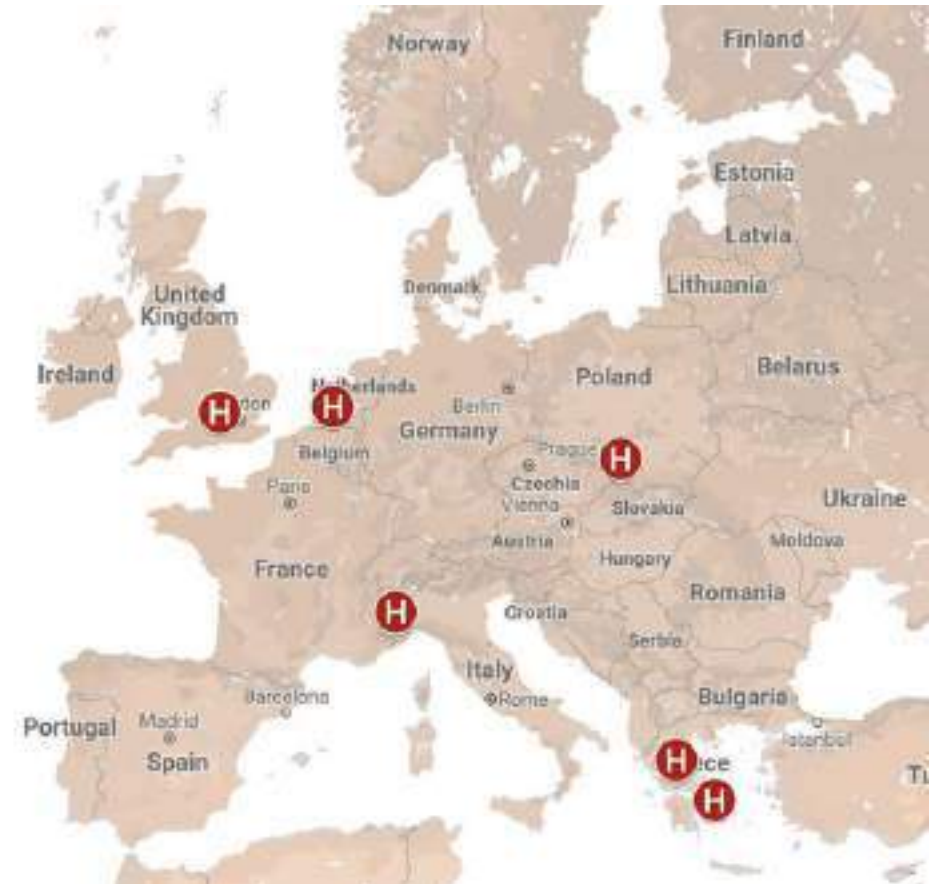 Norway
Finland
Estonia
Latvia
Lithuania
Denmark
United
Kingdom
Ireland
Netherlands
H
H
Berlin
Poland
Belarus
Germany
Belgium
Prague
H
Czechia
Paris
Vienna
Slovakia
Ukraine
Austria
Hungary
Moldova
France
Romania
H
Croatia
Serbia
Italy
Rome
Barcelona
Bulgaria
Portugal
Madrid
Spain
Istanbul
H
H